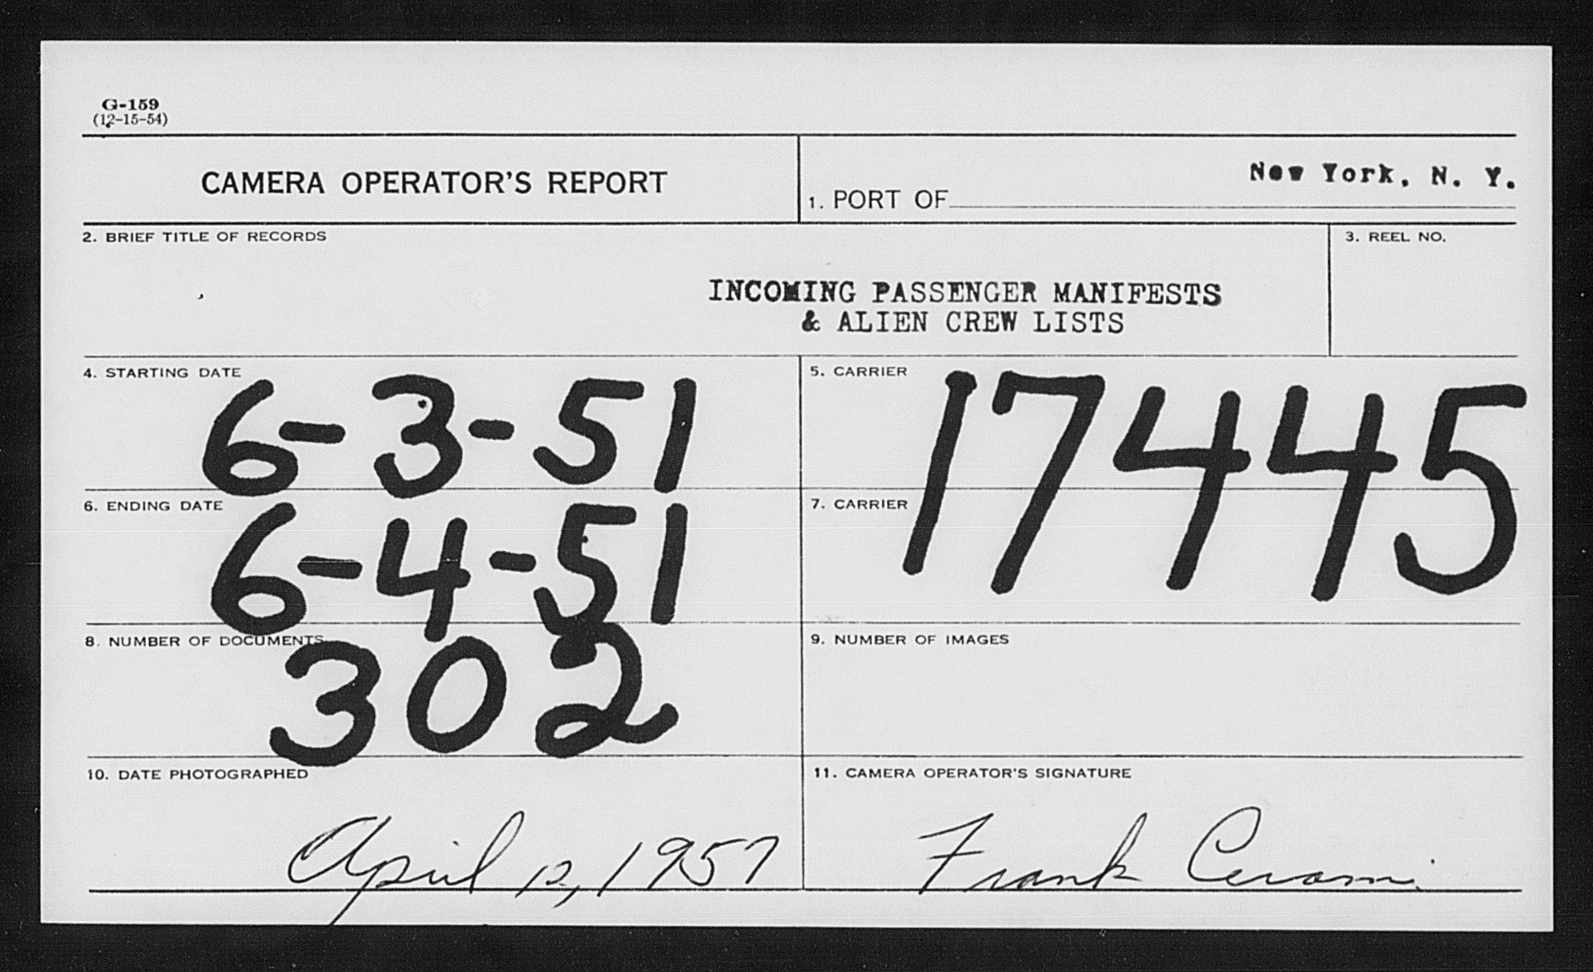 G-159
(12-15-54)
CAMERA OPERATOR'S REPORT
1. PORT OF New York, N. Y.
2. BRIEF TITLE OF RECORDS
INCOMING PASSENGER MANIFESTS
& ALIEN CREW LISTS
3. REEL NO.
4. STARTING DATE
6-3-51
5. CARRIER
17445
6. ENDING DATE
6-4-51
7. CARRIER
8. NUMBER OF DOCUMENTS
302
9. NUMBER OF IMAGES
10. DATE PHOTOGRAPHED
April 12, 1957
11. CAMERA OPERATOR'S SIGNATURE
Frank Cerami